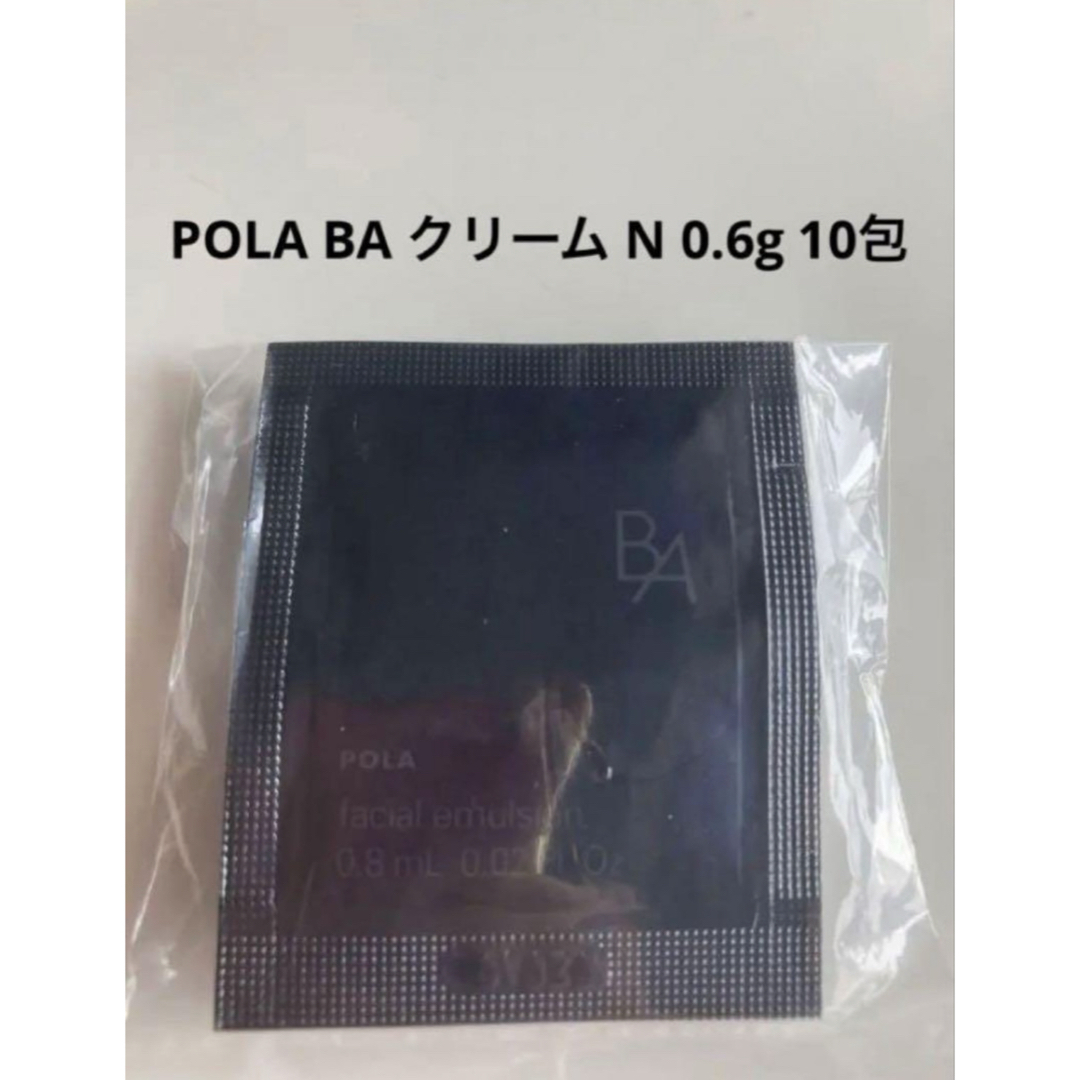 POLA BA クリーム N 0.6g 10包
BA
POLA
facial emulsion
0.8 mL